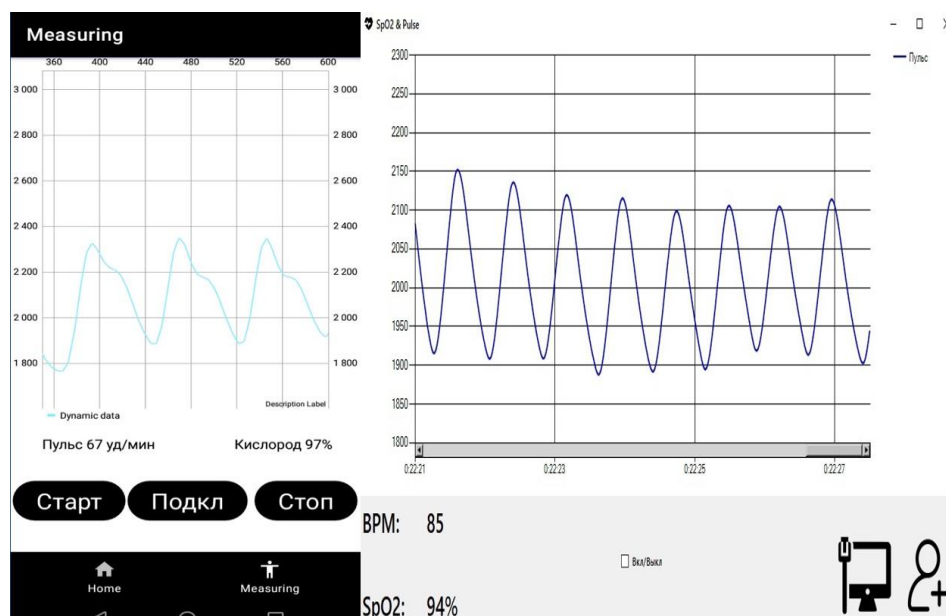 Measuring
360 400 440 480 520 560 600
3 000 3 000
2 800 2 800
2 600 2 600
2 400 2 400
2 200 2 200
2 000 2 000
1 800 1 800
Description Label
Dynamic data
Пульс 67 уд/мин Кислород 97%
Старт Подкл Стоп
Home Measuring
SpO2 & Pulse
Пульс
2300
2250
2200
2150
2100
2050
2000
1950
1900
1850
1800
0:22:21 0:22:23 0:22:25 0:22:27
BPM: 85
Вкл/Выкл
SpO2: 94%